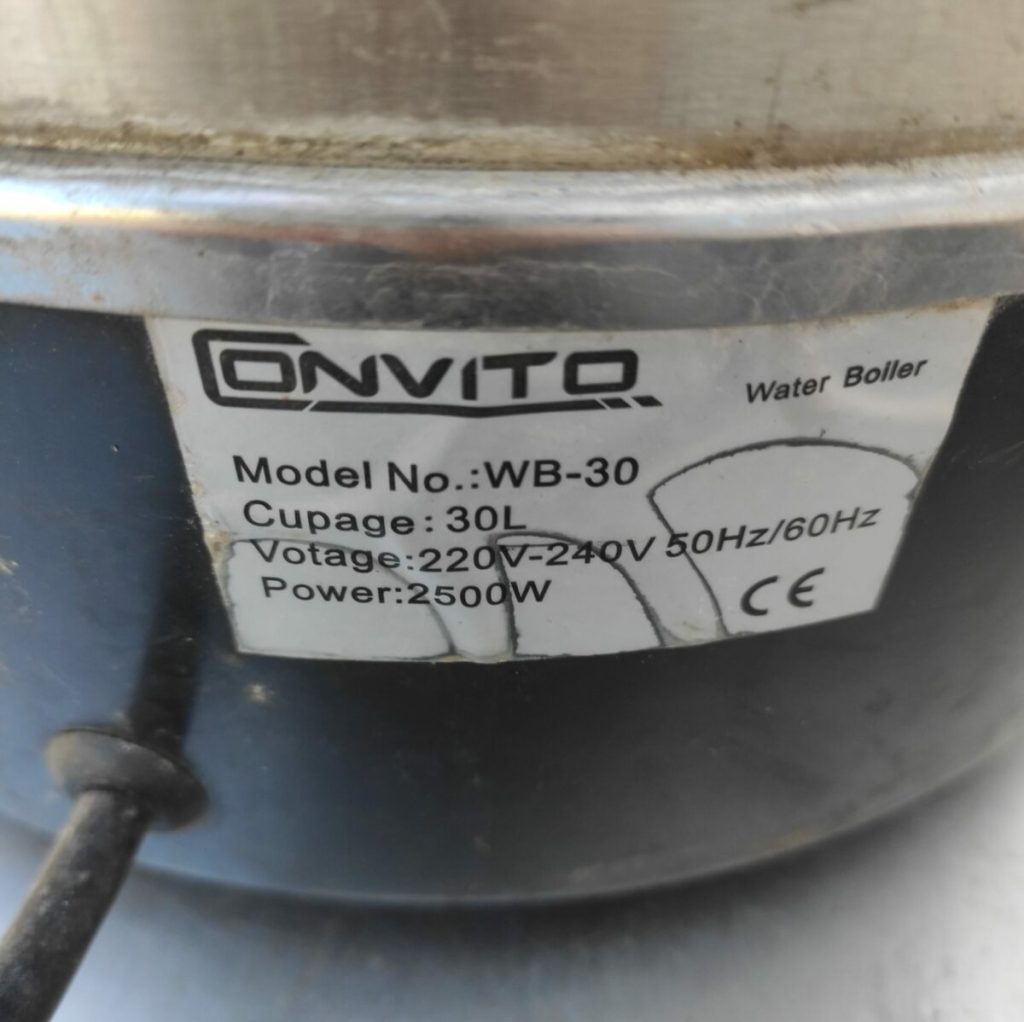 CONVITO
Water Boiler
Model No.:WB-30
Cupage: 30L
Votage:220V-240V 50Hz/60Hz
Power:2500W
CE